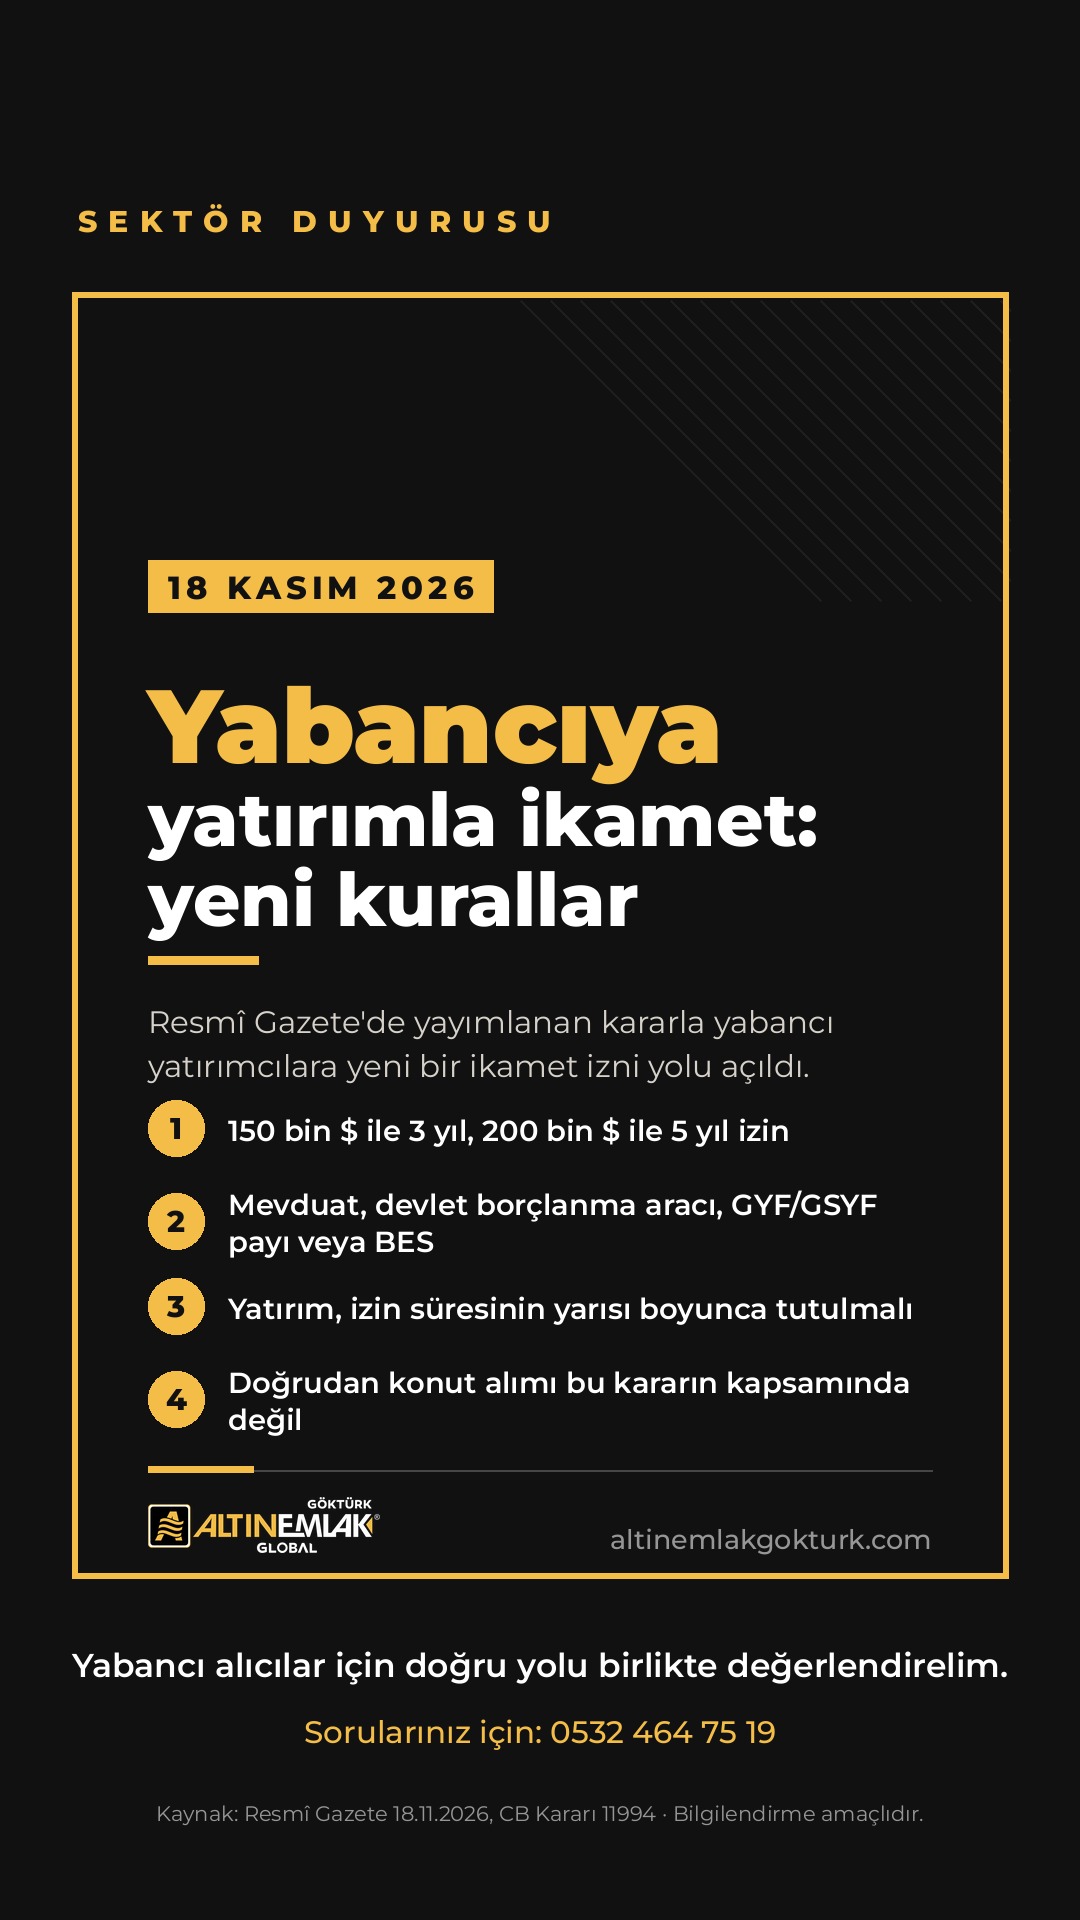 SEKTÖR DUYURUSU
18 KASIM 2026
Yabancıya
yatırımla ikamet:
yeni kurallar
Resmî Gazete'de yayımlanan kararla yabancı
yatırımcılara yeni bir ikamet izni yolu açıldı.
1 150 bin $ ile 3 yıl, 200 bin $ ile 5 yıl izin
2 Mevduat, devlet borçlanma aracı, GYF/GSYF
payı veya BES
3 Yatırım, izin süresinin yarısı boyunca tutulmalı
4 Doğrudan konut alımı bu kararın kapsamında
değil
GÖKTÜRK
ALTINEMLAK®
GLOBAL
altinemlakgokturk.com
Yabancı alıcılar için doğru yolu birlikte değerlendirelim.
Sorularınız için: 0532 464 75 19
Kaynak: Resmî Gazete 18.11.2026, CB Kararı 11994 · Bilgilendirme amaçlıdır.